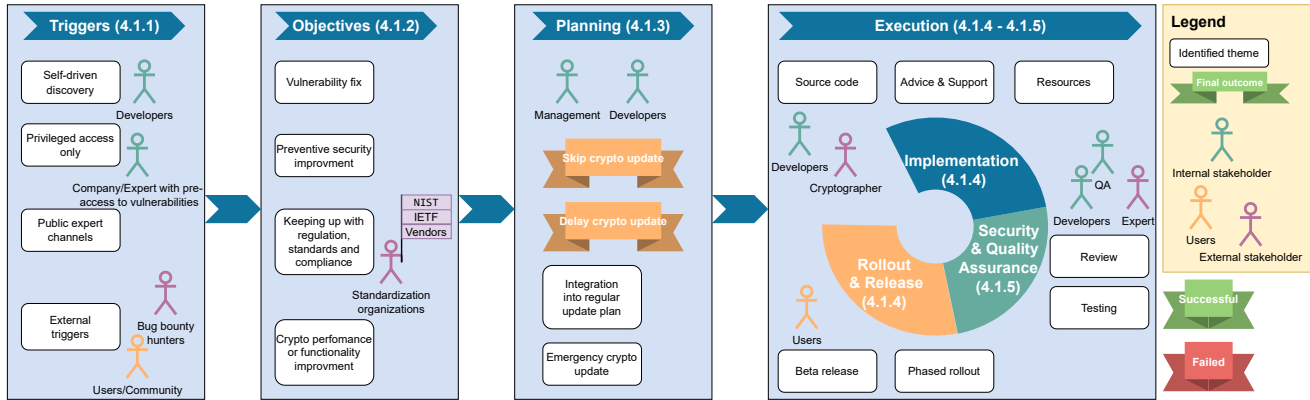 Triggers (4.1.1)
Self-driven
discovery
Developers
Privileged access
only
Company/Expert with pre-
access to vulnerabilities
Public expert
channels
Bug bounty
hunters
External
triggers
Users/Community
Objectives (4.1.2)
Vulnerability fix
Preventive security
improvment
NIST
IETF
Vendors
Keeping up with
regulation,
standards and
compliance
Standardization
organizations
Crypto perfomance
or functionality
improvment
Planning (4.1.3)
Management
Developers
Skip crypto update
Delay crypto update
Integration
into regular
update plan
Emergency crypto
update
Execution (4.1.4 - 4.1.5)
Source code
Advice & Support
Resources
Developers
Cryptographer
Implementation
(4.1.4)
QA
Developers
Expert
Security
& Quality
Assurance
(4.1.5)
Review
Testing
Rollout
& Release
(4.1.4)
Users
Beta release
Phased rollout
Legend
Identified theme
Final outcome
Internal stakeholder
Users
External stakeholder
Successful
Failed